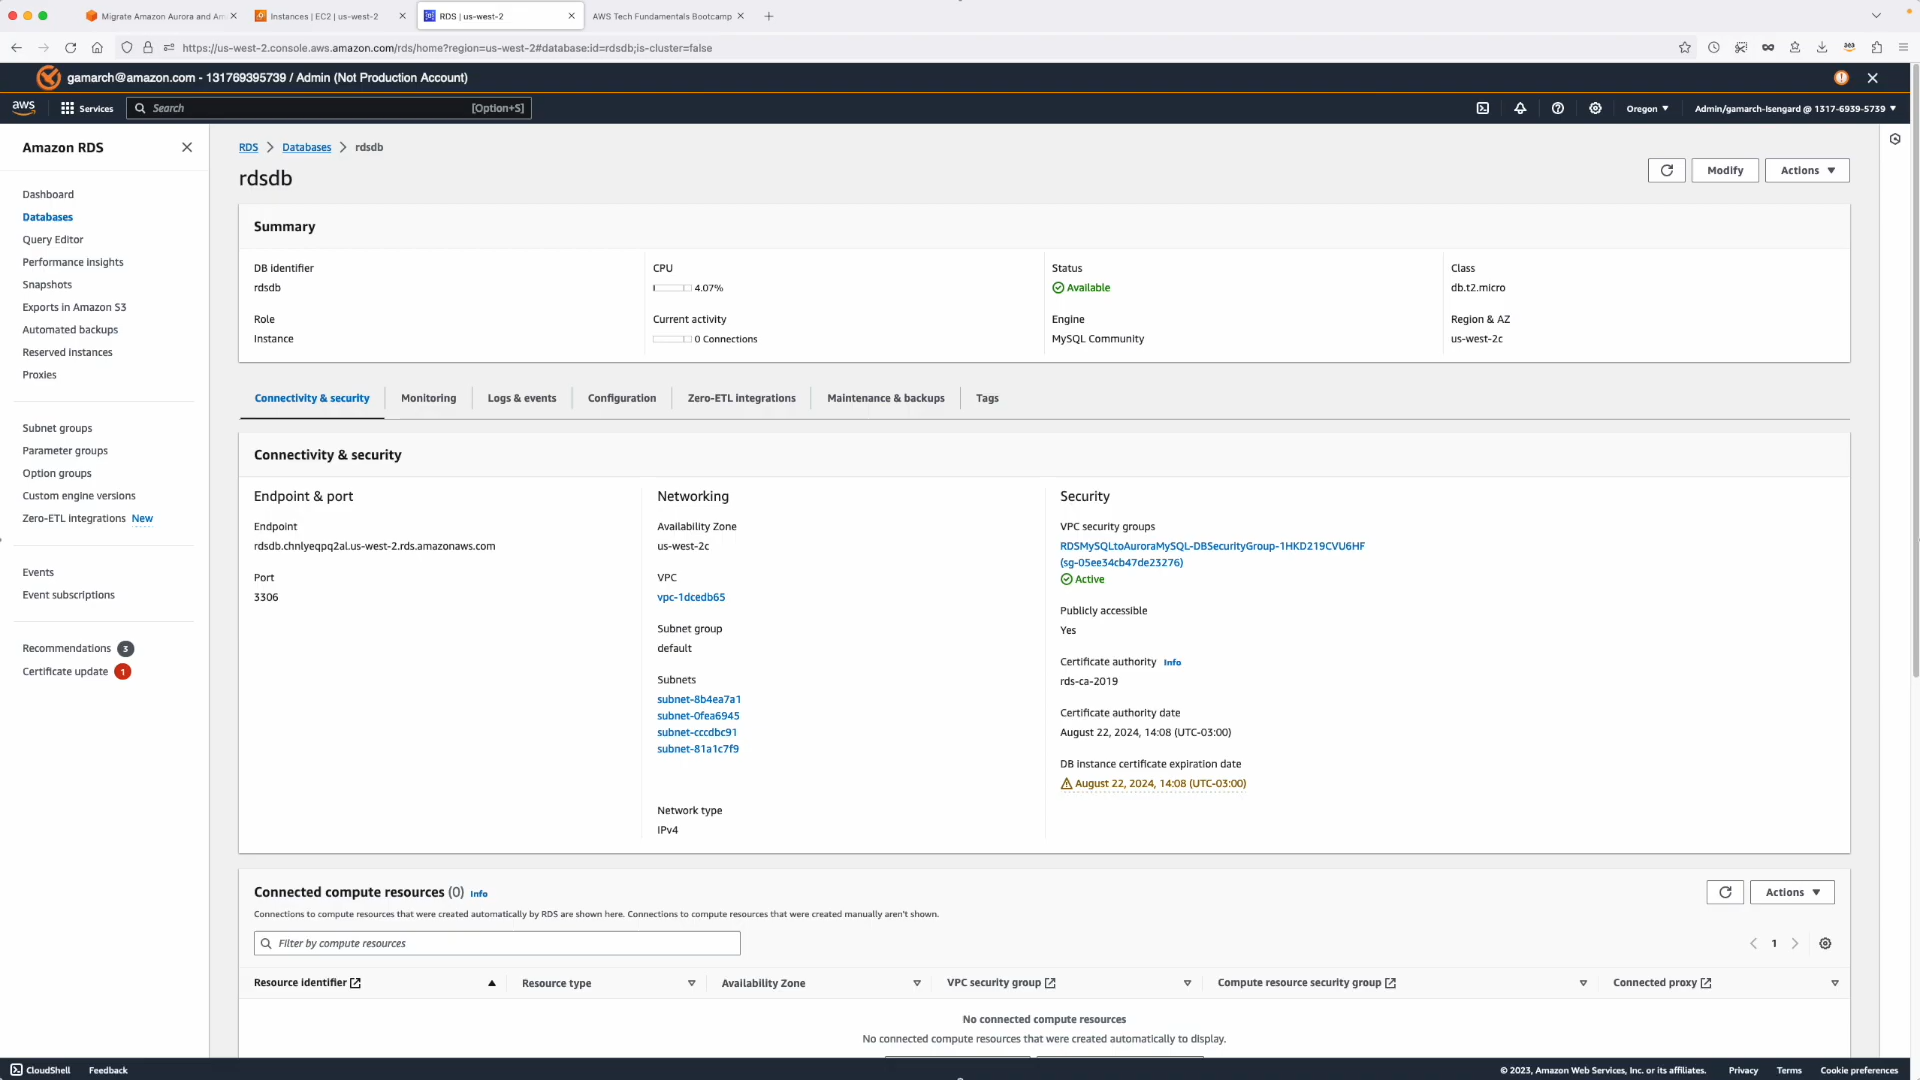 Migrate Amazon Aurora and Am
Instances | EC2 | us-west-2
RDS | us-west-2
AWS Tech Fundamentals Bootcamp
https://us-west-2.console.aws.amazon.com/rds/home?region=us-west-2#database:id=rdsdb;is-cluster=false
gamarch@amazon.com - 131769395739 / Admin (Not Production Account)
aws
Services
Search
[Option+S]
Oregon
Admin/gamarch-Isengard @ 1317-6939-5739
Amazon RDS
Dashboard
Databases
Query Editor
Performance insights
Snapshots
Exports in Amazon S3
Automated backups
Reserved instances
Proxies
Subnet groups
Parameter groups
Option groups
Custom engine versions
Zero-ETL integrations New
Events
Event subscriptions
Recommendations 3
Certificate update 1
RDS > Databases > rdsdb
rdsdb
Modify
Actions
Summary
DB identifier
rdsdb
Role
Instance
CPU
4.07%
Current activity
0 Connections
Status
Available
Engine
MySQL Community
Class
db.t2.micro
Region & AZ
us-west-2c
Connectivity & security
Monitoring
Logs & events
Configuration
Zero-ETL integrations
Maintenance & backups
Tags
Connectivity & security
Endpoint & port
Endpoint
rdsdb.chnlyeqpq2al.us-west-2.rds.amazonaws.com
Port
3306
Networking
Availability Zone
us-west-2c
VPC
vpc-1dcedb65
Subnet group
default
Subnets
subnet-8b4ea7a1
subnet-0fea6945
subnet-cccdbc91
subnet-81a1c7f9
Network type
IPv4
Security
VPC security groups
RDSMySQLtoAuroraMySQL-DBSecurityGroup-1HKD219CVU6HF
(sg-05ee34cb47de23276)
Active
Publicly accessible
Yes
Certificate authority Info
rds-ca-2019
Certificate authority date
August 22, 2024, 14:08 (UTC-03:00)
DB instance certificate expiration date
August 22, 2024, 14:08 (UTC-03:00)
Connected compute resources (0) Info
Actions
Connections to compute resources that were created automatically by RDS are shown here. Connections to compute resources that were created manually aren't shown.
Filter by compute resources
1
Resource identifier
Resource type
Availability Zone
VPC security group
Compute resource security group
Connected proxy
No connected compute resources
No connected compute resources that were created automatically to display.
CloudShell
Feedback
© 2023, Amazon Web Services, Inc. or its affiliates.
Privacy
Terms
Cookie preferences